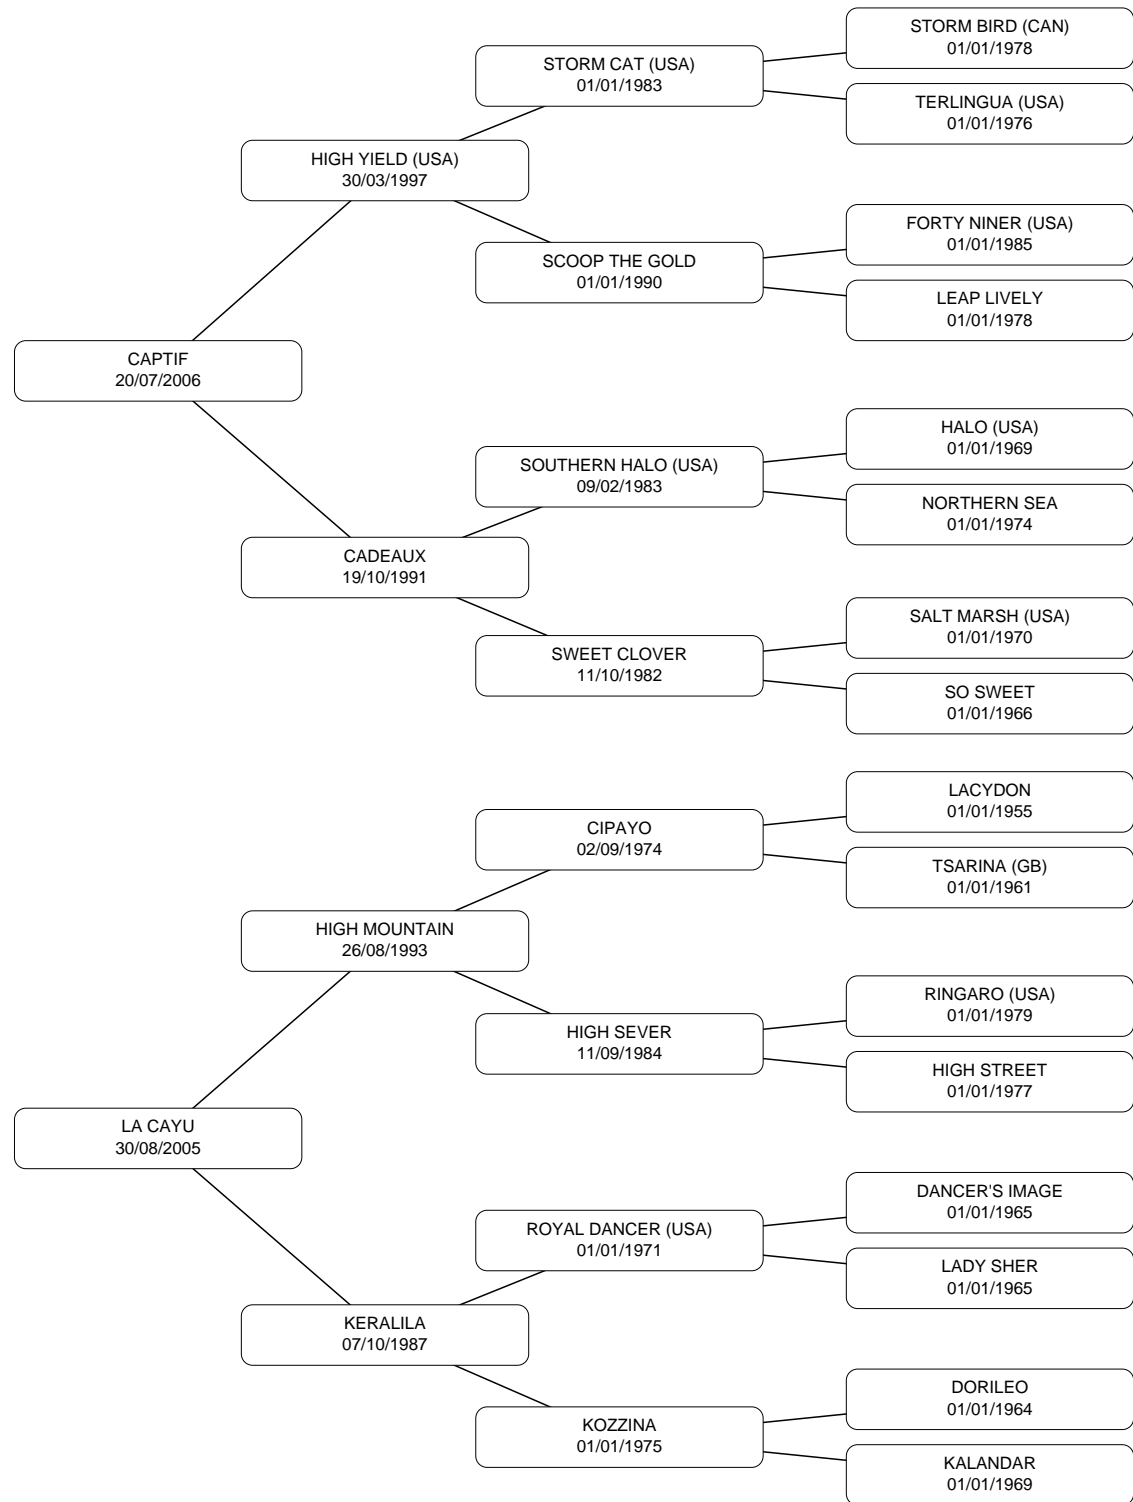 STORM BIRD (CAN)
01/01/1978
STORM CAT (USA)
01/01/1983
TERLINGUA (USA)
01/01/1976
HIGH YIELD (USA)
30/03/1997
FORTY NINER (USA)
01/01/1985
SCOOP THE GOLD
01/01/1990
LEAP LIVELY
01/01/1978
CAPTIF
20/07/2006
HALO (USA)
01/01/1969
SOUTHERN HALO (USA)
09/02/1983
NORTHERN SEA
01/01/1974
CADEAUX
19/10/1991
SALT MARSH (USA)
01/01/1970
SWEET CLOVER
11/10/1982
SO SWEET
01/01/1966
LACYDON
01/01/1955
CIPAYO
02/09/1974
TSARINA (GB)
01/01/1961
HIGH MOUNTAIN
26/08/1993
RINGARO (USA)
01/01/1979
HIGH SEVER
11/09/1984
HIGH STREET
01/01/1977
LA CAYU
30/08/2005
DANCER'S IMAGE
01/01/1965
ROYAL DANCER (USA)
01/01/1971
LADY SHER
01/01/1965
KERALILA
07/10/1987
DORILEO
01/01/1964
KOZZINA
01/01/1975
KALANDAR
01/01/1969